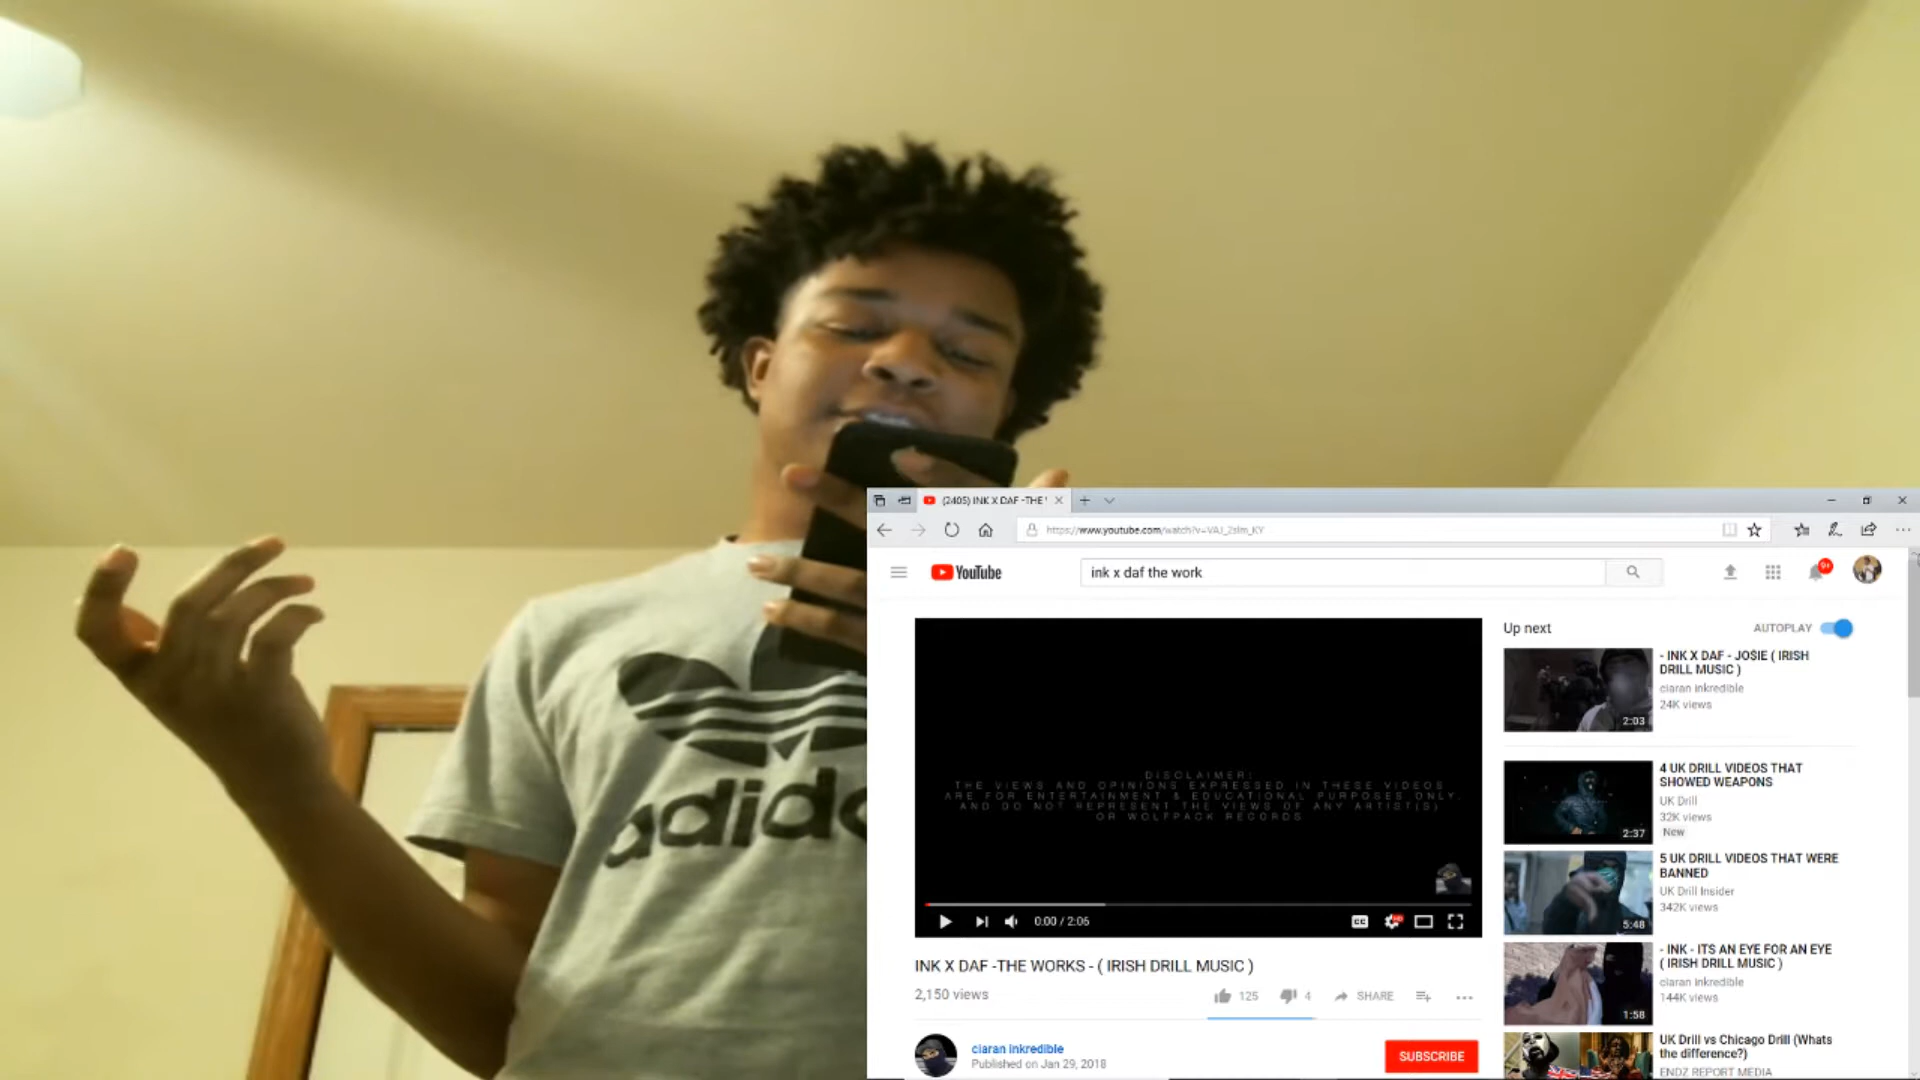 adidas
(2405) INK X DAF -THE
https://www.youtube.com/watch?v=VAJ_2slm_KY
YouTube
ink x daf the work
9+
DISCLAIMER:
THE VIEWS AND OPINIONS EXPRESSED IN THESE VIDEOS
ARE FOR ENTERTAINMENT & EDUCATIONAL PURPOSES ONLY.
AND DO NOT REPRESENT THE VIEWS OF ANY ARTIST(S)
OR WOLFPACK RECORDS
0:00 / 2:06
CC
HD
INK X DAF -THE WORKS - ( IRISH DRILL MUSIC )
2,150 views
125
4
SHARE
ciaran inkredible
Published on Jan 29, 2018
SUBSCRIBE
Up next
AUTOPLAY
- INK X DAF - JO$IE ( IRISH
DRILL MUSIC )
ciaran inkredible
24K views
2:03
4 UK DRILL VIDEOS THAT
SHOWED WEAPONS
UK Drill
32K views
New
2:37
5 UK DRILL VIDEOS THAT WERE
BANNED
UK Drill Insider
342K views
5:48
- INK - ITS AN EYE FOR AN EYE
( IRISH DRILL MUSIC )
ciaran inkredible
144K views
1:58
UK Drill vs Chicago Drill (Whats
the difference?)
ENDZ REPORT MEDIA